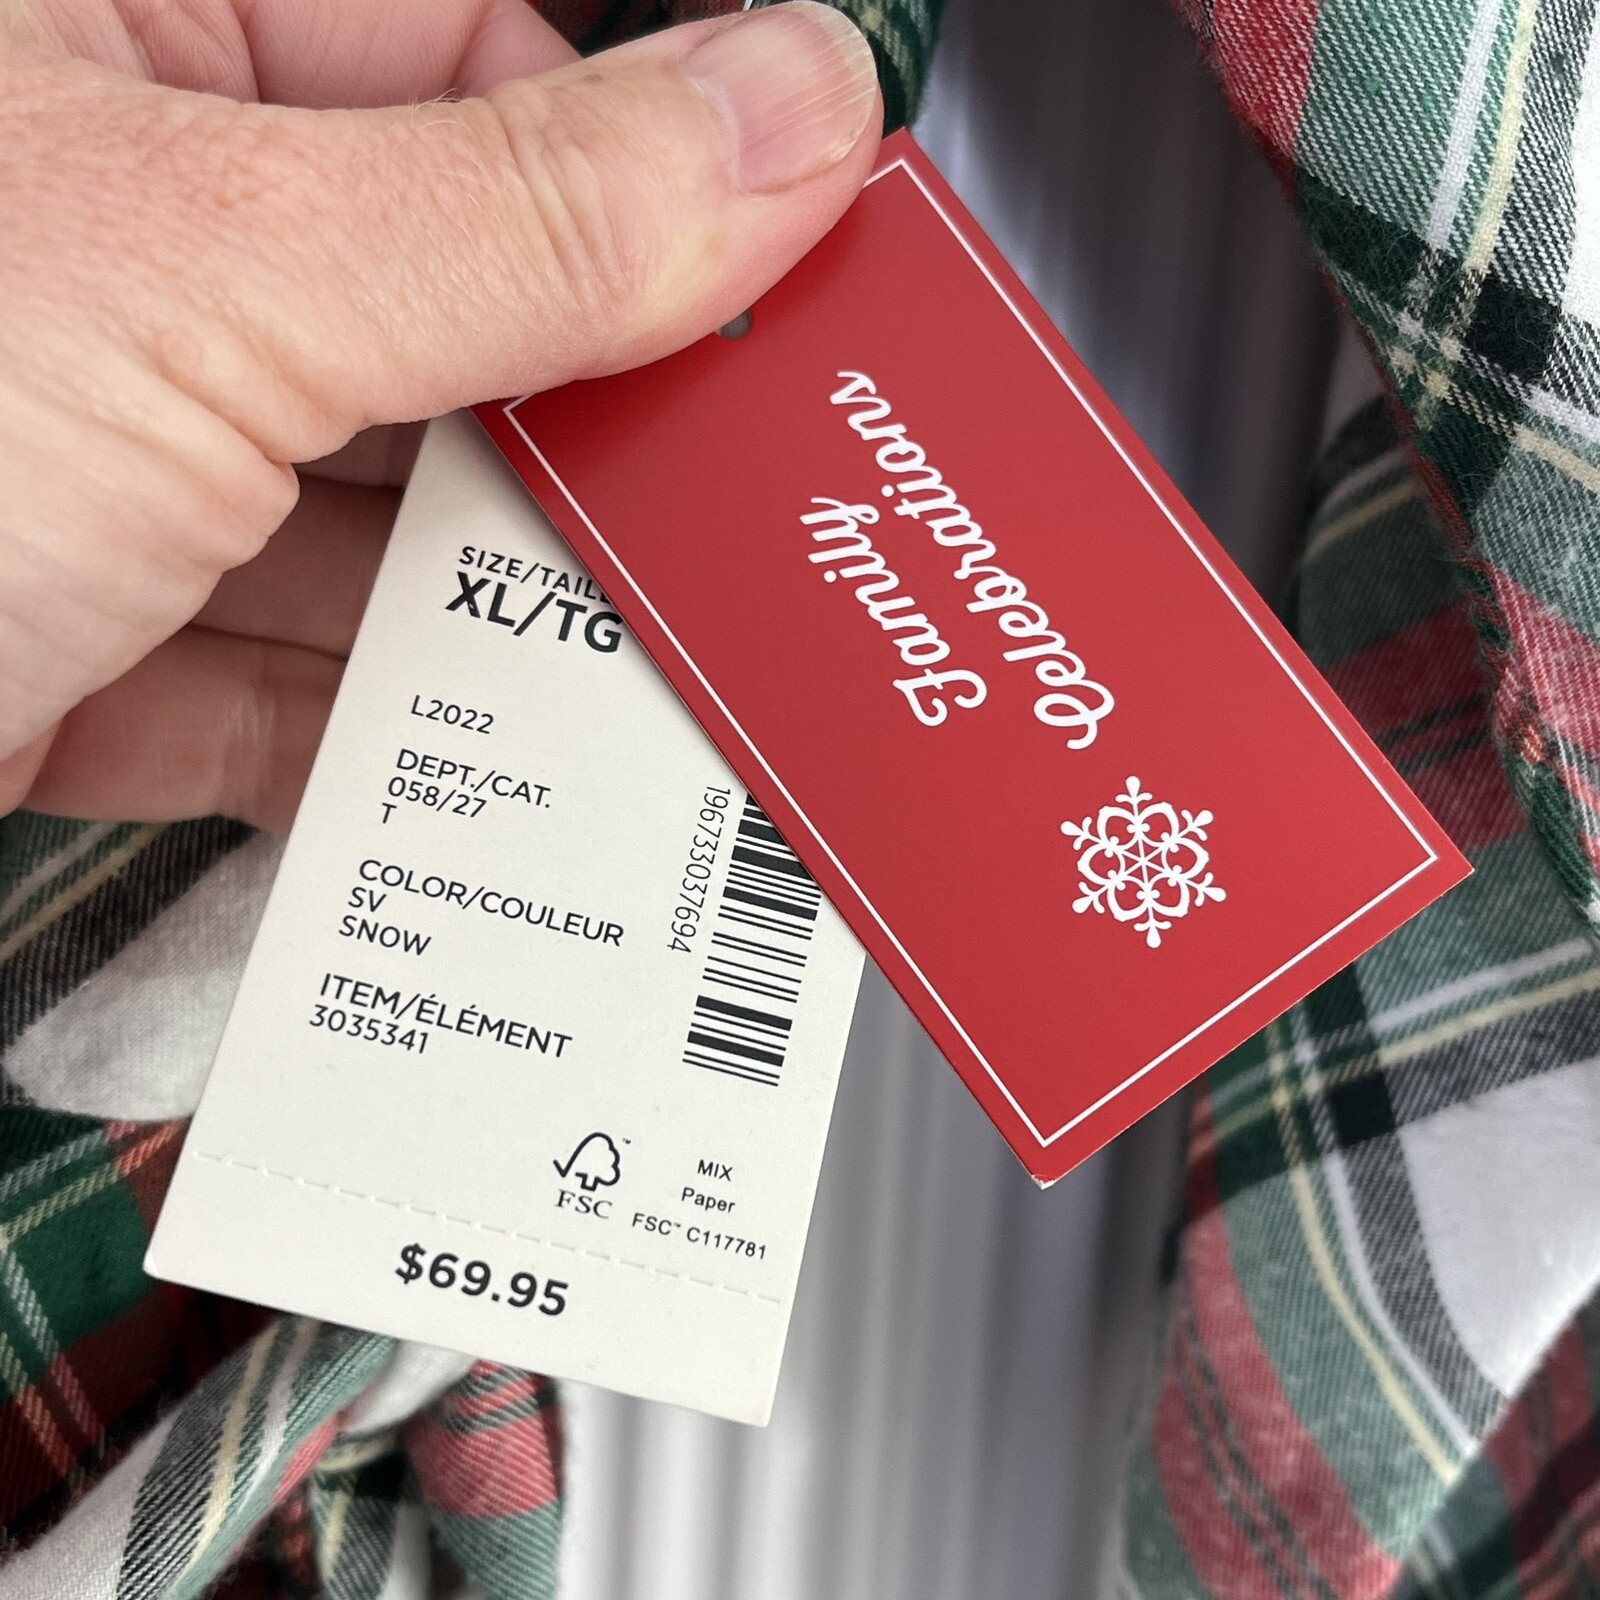 Family
Celebrations
SIZE/TAILL
XL/TG
L2022
DEPT./CAT.
058/27
T
COLOR/COULEUR
SV
SNOW
ITEM/ÉLÉMENT
3035341
196733037694
FSC
MIX
Paper
FSC™ C117781
$69.95